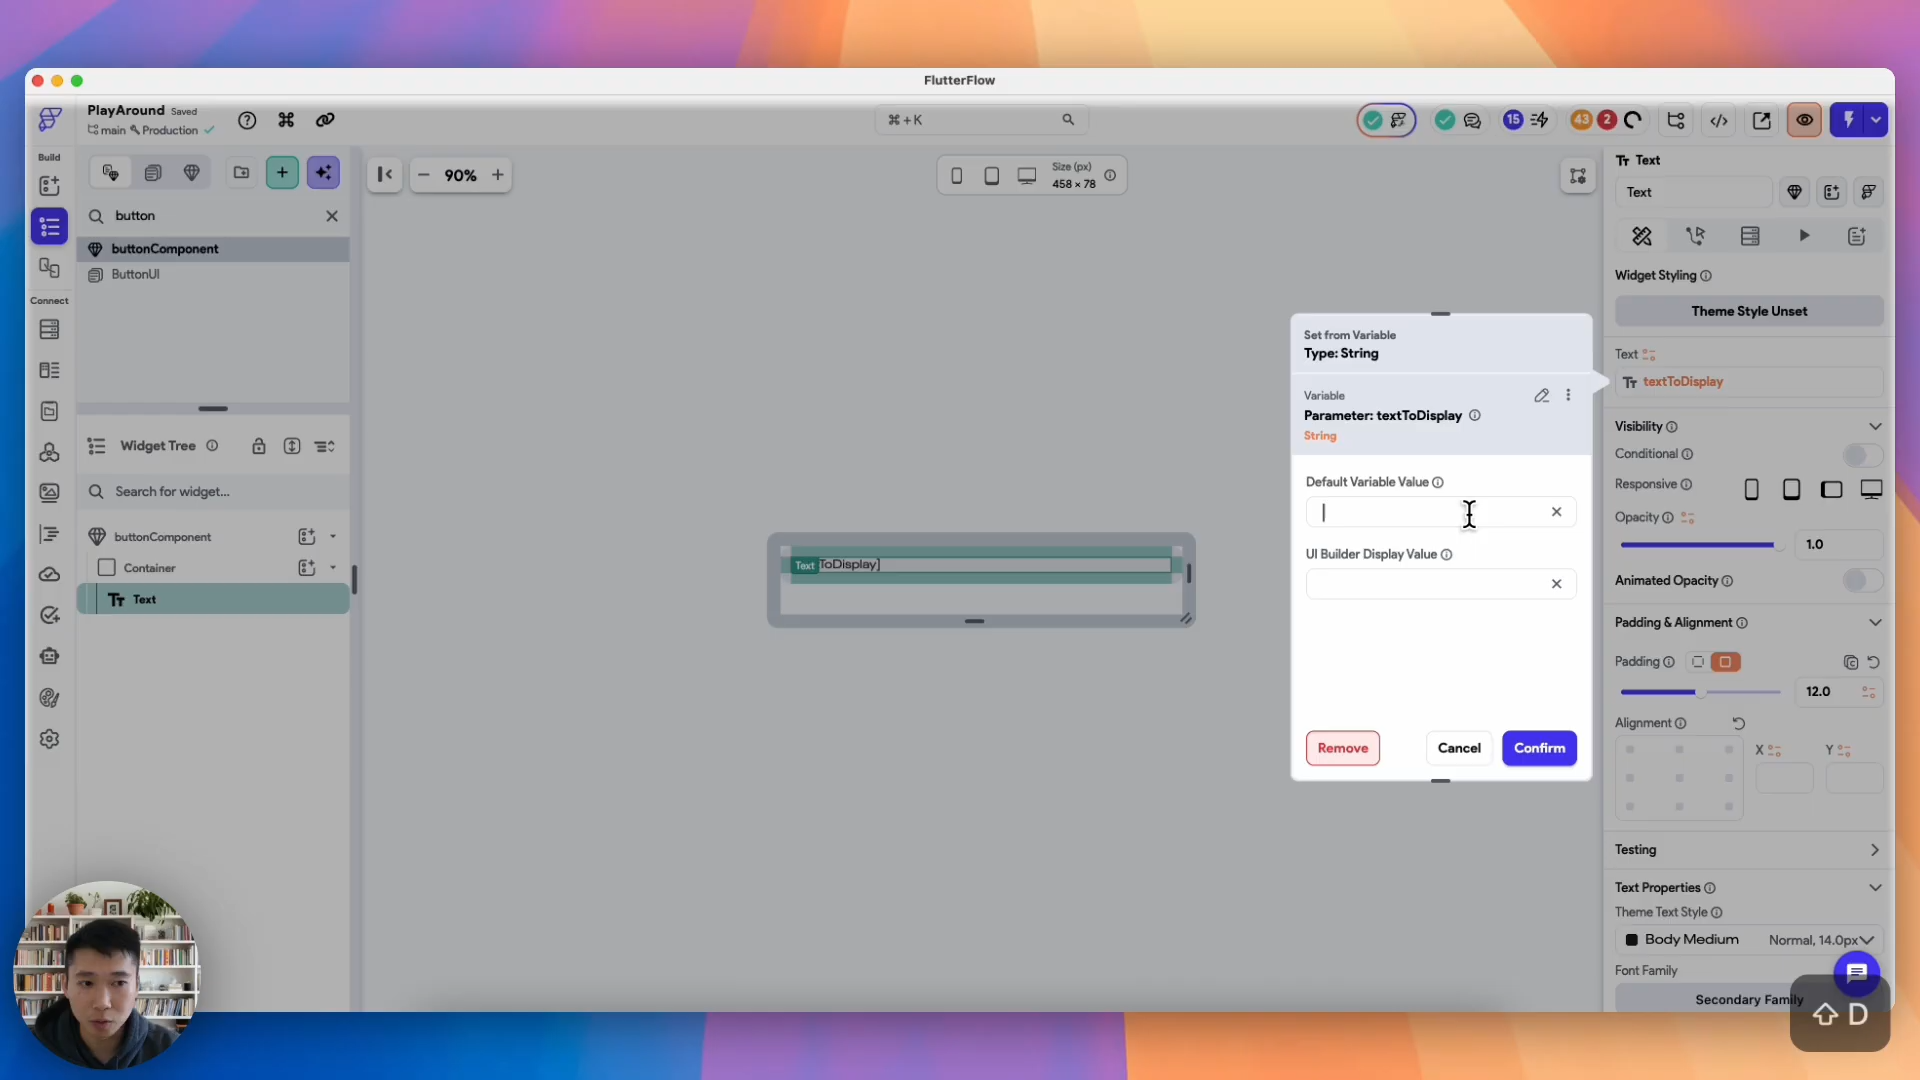 FlutterFlow
PlayAround Saved
main Production
⌘+K
15
43
2
Build
90%
Size (px)
458 × 78
button
buttonComponent
ButtonUI
Connect
Widget Tree
Search for widget...
buttonComponent
Container
Tт Text
Text
ToDisplay]
Set from Variable
Type: String
Variable
Parameter: textToDisplay
String
Default Variable Value
UI Builder Display Value
Remove
Cancel
Confirm
Tт Text
Text
Widget Styling
Theme Style Unset
Text
Tт textToDisplay
Visibility
Conditional
Responsive
Opacity
1.0
Animated Opacity
Padding & Alignment
Padding
12.0
Alignment
X
Y
Testing
Text Properties
Theme Text Style
Body Medium
Normal, 14.0px
Font Family
Secondary Family
⇧ D